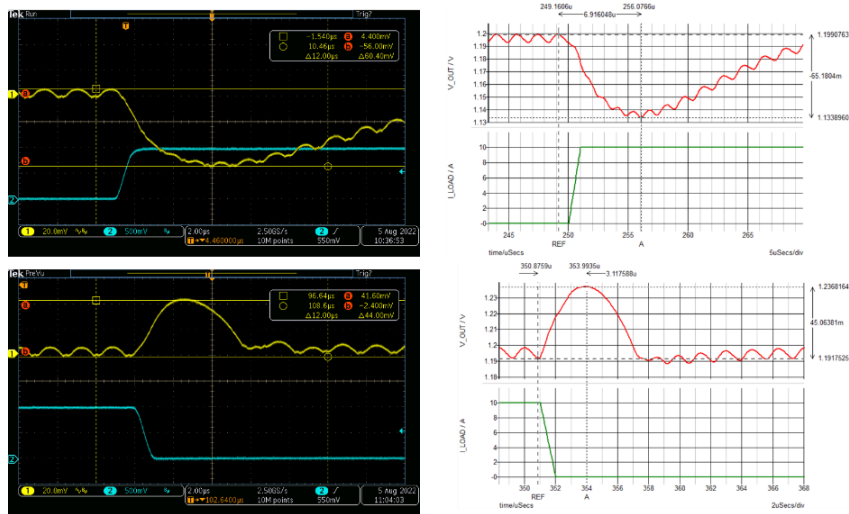 Tek Run
Trig?
-1.540µs
4.400mV
10.46µs
-56.00mV
Δ12.00µs
Δ60.40mV
a
b
1
2
1 20.0mV
2 500mV
2.00µs
2.50GS/s
10M points
2
550mV
5 Aug 2022
10:36:53
249.1606u
256.0766u
6.916048u
1.2
1.19
1.18
1.17
1.16
1.15
1.14
1.13
V_OUT / V
1.1990763
-65.1804m
1.1338960
10
8
6
4
2
-0
I_LOAD / A
245
250
255
260
265
REF
A
time/uSecs
5uSecs/div
Tek PreVu
Trig?
96.64µs
41.60mV
108.6µs
-2.400mV
Δ12.00µs
Δ44.00mV
a
b
1
2
1 20.0mV
2 500mV
2.00µs
102.6400µs
2.50GS/s
10M points
2
550mV
5 Aug 2022
11:04:03
350.8759u
353.9935u
3.117588u
1.23
1.22
1.21
1.2
1.19
1.18
V_OUT / V
1.2368164
45.06381m
1.1917525
10
8
6
4
2
0
I_LOAD / A
350
352
354
356
358
360
362
364
366
368
REF
A
time/uSecs
2uSecs/div